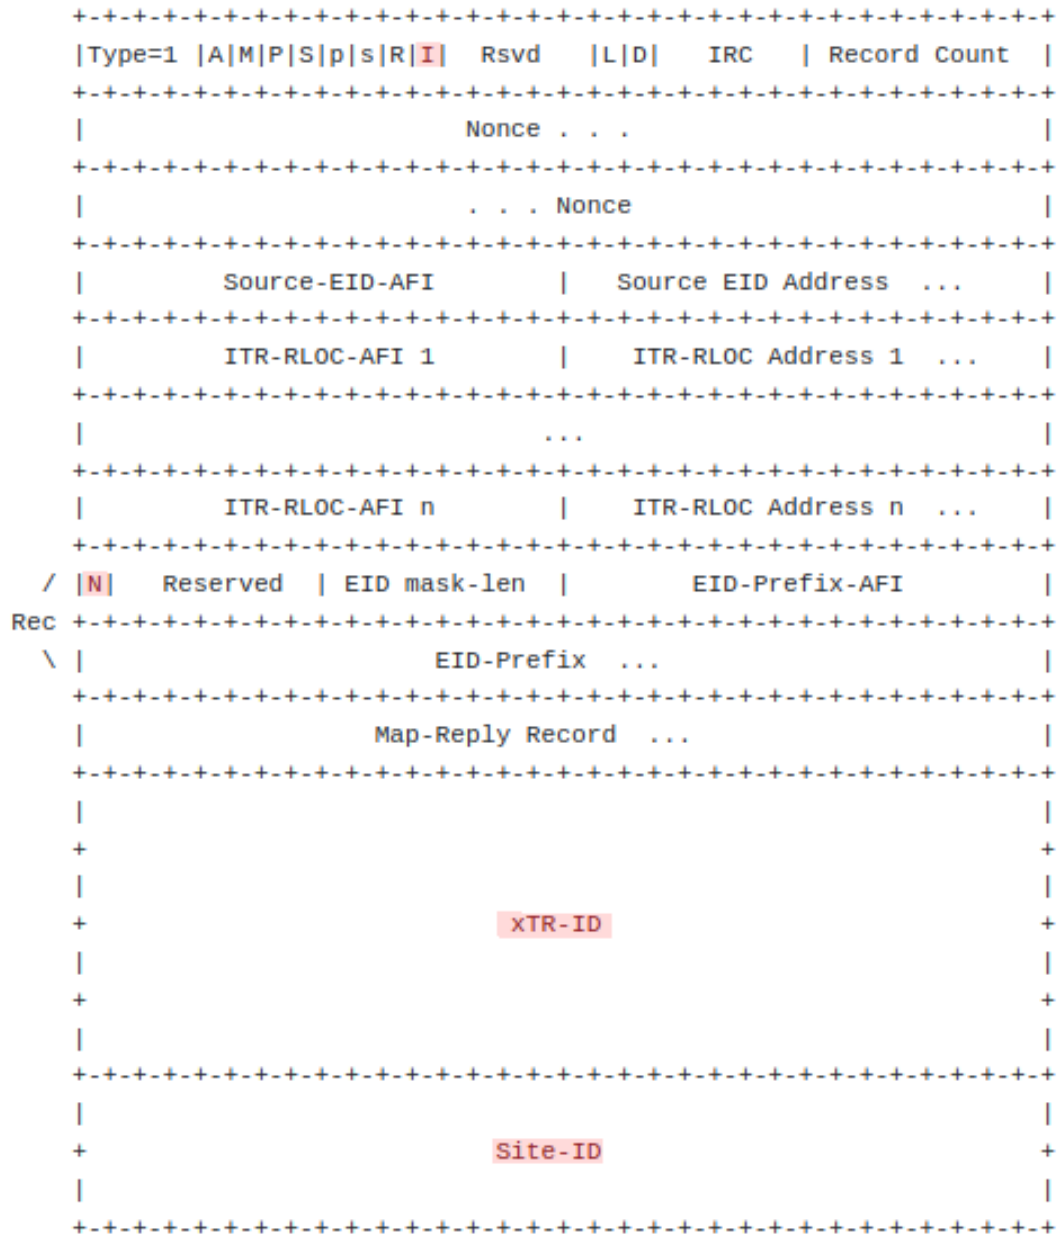 +-+-+-+-+-+-+-+-+-+-+-+-+-+-+-+-+-+-+-+-+-+-+-+-+-+-+-+-+-+-+-+-+
|Type=1 |A|M|P|S|p|s|R|I|  Rsvd   |L|D|   IRC   | Record Count  |
+-+-+-+-+-+-+-+-+-+-+-+-+-+-+-+-+-+-+-+-+-+-+-+-+-+-+-+-+-+-+-+-+
|                         Nonce . . .                           |
+-+-+-+-+-+-+-+-+-+-+-+-+-+-+-+-+-+-+-+-+-+-+-+-+-+-+-+-+-+-+-+-+
|                         . . . Nonce                           |
+-+-+-+-+-+-+-+-+-+-+-+-+-+-+-+-+-+-+-+-+-+-+-+-+-+-+-+-+-+-+-+-+
|         Source-EID-AFI        |   Source EID Address  ...     |
+-+-+-+-+-+-+-+-+-+-+-+-+-+-+-+-+-+-+-+-+-+-+-+-+-+-+-+-+-+-+-+-+
|         ITR-RLOC-AFI 1        |    ITR-RLOC Address 1  ...    |
+-+-+-+-+-+-+-+-+-+-+-+-+-+-+-+-+-+-+-+-+-+-+-+-+-+-+-+-+-+-+-+-+
|                              ...                              |
+-+-+-+-+-+-+-+-+-+-+-+-+-+-+-+-+-+-+-+-+-+-+-+-+-+-+-+-+-+-+-+-+
|         ITR-RLOC-AFI n        |    ITR-RLOC Address n  ...    |
+-+-+-+-+-+-+-+-+-+-+-+-+-+-+-+-+-+-+-+-+-+-+-+-+-+-+-+-+-+-+-+-+
/ |N|   Reserved  | EID mask-len  |        EID-Prefix-AFI         |
Rec +-+-+-+-+-+-+-+-+-+-+-+-+-+-+-+-+-+-+-+-+-+-+-+-+-+-+-+-+-+-+-+-+
\ |                       EID-Prefix  ...                         |
+-+-+-+-+-+-+-+-+-+-+-+-+-+-+-+-+-+-+-+-+-+-+-+-+-+-+-+-+-+-+-+-+
|                   Map-Reply Record  ...                       |
+-+-+-+-+-+-+-+-+-+-+-+-+-+-+-+-+-+-+-+-+-+-+-+-+-+-+-+-+-+-+-+-+
|                                                               |
+                                                               +
|                                                               |
+                            xTR-ID                             +
|                                                               |
+                                                               +
|                                                               |
+-+-+-+-+-+-+-+-+-+-+-+-+-+-+-+-+-+-+-+-+-+-+-+-+-+-+-+-+-+-+-+-+
|                                                               |
+                           Site-ID                             +
|                                                               |
+-+-+-+-+-+-+-+-+-+-+-+-+-+-+-+-+-+-+-+-+-+-+-+-+-+-+-+-+-+-+-+-+